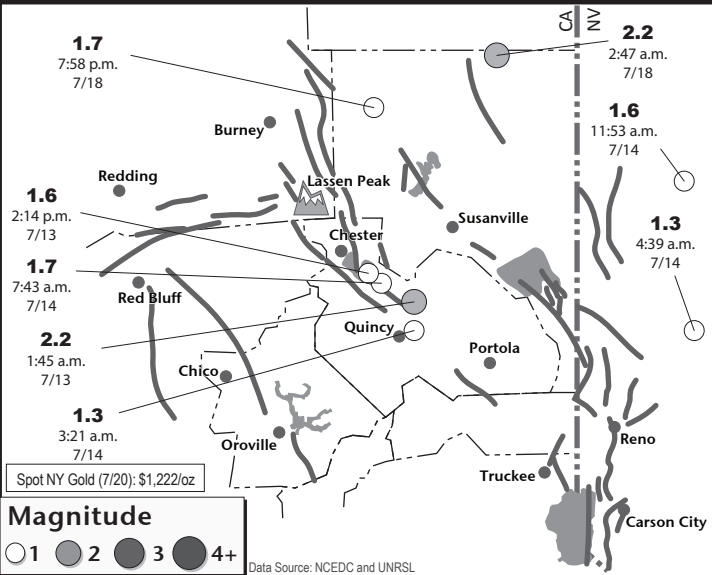 CA NV
1.7
7:58 p.m.
7/18
2.2
2:47 a.m.
7/18
Burney
1.6
11:53 a.m.
7/14
Redding
Lassen Peak
1.6
2:14 p.m.
7/13
Susanville
1.3
4:39 a.m.
7/14
Chester
1.7
7:43 a.m.
7/14
Red Bluff
2.2
1:45 a.m.
7/13
Quincy
Portola
Chico
1.3
3:21 a.m.
7/14
Oroville
Reno
Truckee
Spot NY Gold (7/20): $1,222/oz
Carson City
Magnitude
1 2 3 4+
Data Source: NCEDC and UNRSL